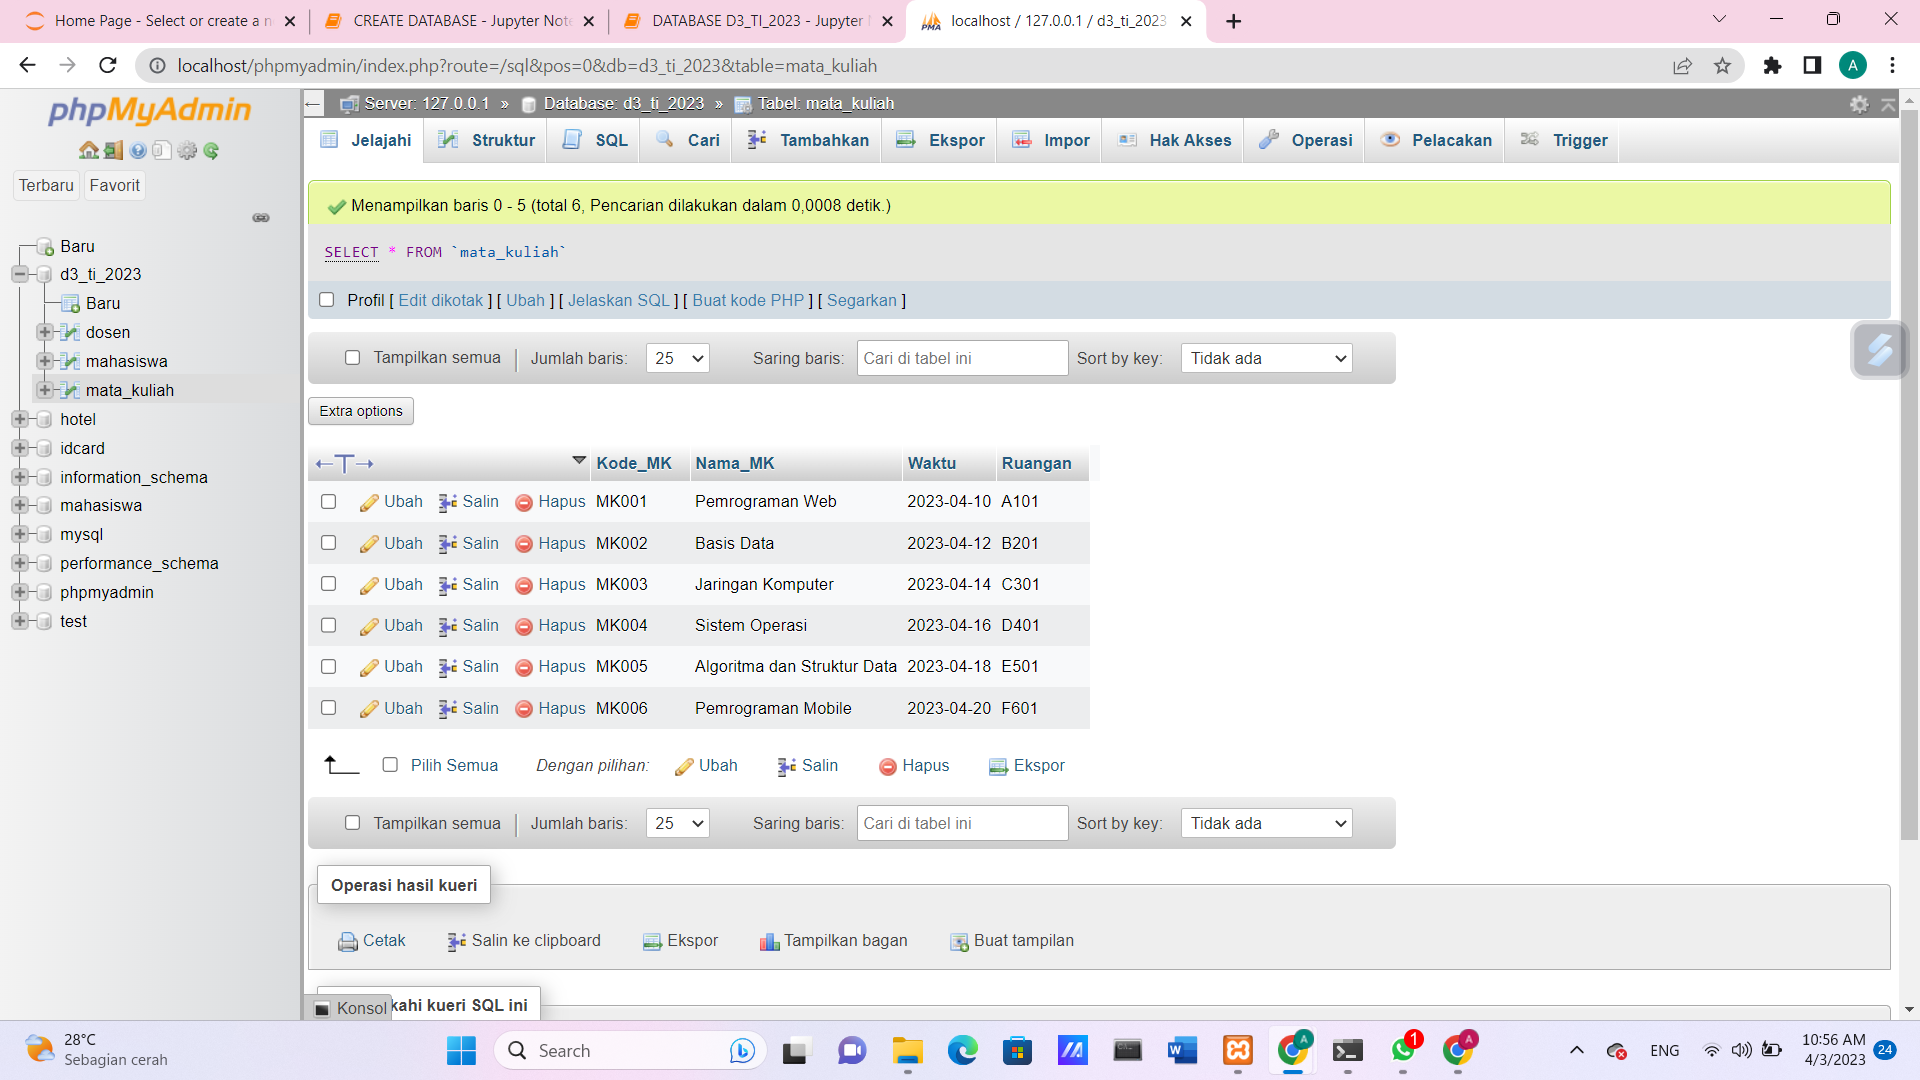 Home Page - Select or create a n
CREATE DATABASE - Jupyter Note
DATABASE D3_TI_2023 - Jupyter N
localhost / 127.0.0.1 / d3_ti_2023
localhost/phpmyadmin/index.php?route=/sql&pos=0&db=d3_ti_2023&table=mata_kuliah
A
phpMyAdmin
Terbaru Favorit
Baru
d3_ti_2023
Baru
dosen
mahasiswa
mata_kuliah
hotel
idcard
information_schema
mahasiswa
mysql
performance_schema
phpmyadmin
test
Server: 127.0.0.1 » Database: d3_ti_2023 » Tabel: mata_kuliah
Jelajahi Struktur SQL Cari Tambahkan Ekspor Impor Hak Akses Operasi Pelacakan Trigger
Menampilkan baris 0 - 5 (total 6, Pencarian dilakukan dalam 0,0008 detik.)
SELECT * FROM `mata_kuliah`
Profil [ Edit dikotak ] [ Ubah ] [ Jelaskan SQL ] [ Buat kode PHP ] [ Segarkan ]
Tampilkan semua | Jumlah baris: 25 Saring baris: Cari di tabel ini Sort by key: Tidak ada
Extra options
←T→ Kode_MK Nama_MK Waktu Ruangan
Ubah Salin Hapus MK001 Pemrograman Web 2023-04-10 A101
Ubah Salin Hapus MK002 Basis Data 2023-04-12 B201
Ubah Salin Hapus MK003 Jaringan Komputer 2023-04-14 C301
Ubah Salin Hapus MK004 Sistem Operasi 2023-04-16 D401
Ubah Salin Hapus MK005 Algoritma dan Struktur Data 2023-04-18 E501
Ubah Salin Hapus MK006 Pemrograman Mobile 2023-04-20 F601
Pilih Semua Dengan pilihan: Ubah Salin Hapus Ekspor
Tampilkan semua | Jumlah baris: 25 Saring baris: Cari di tabel ini Sort by key: Tidak ada
Operasi hasil kueri
Cetak Salin ke clipboard Ekspor Tampilkan bagan Buat tampilan
Konsol kahi kueri SQL ini
28°C
Sebagian cerah
Search
1
ENG
10:56 AM
4/3/2023
24